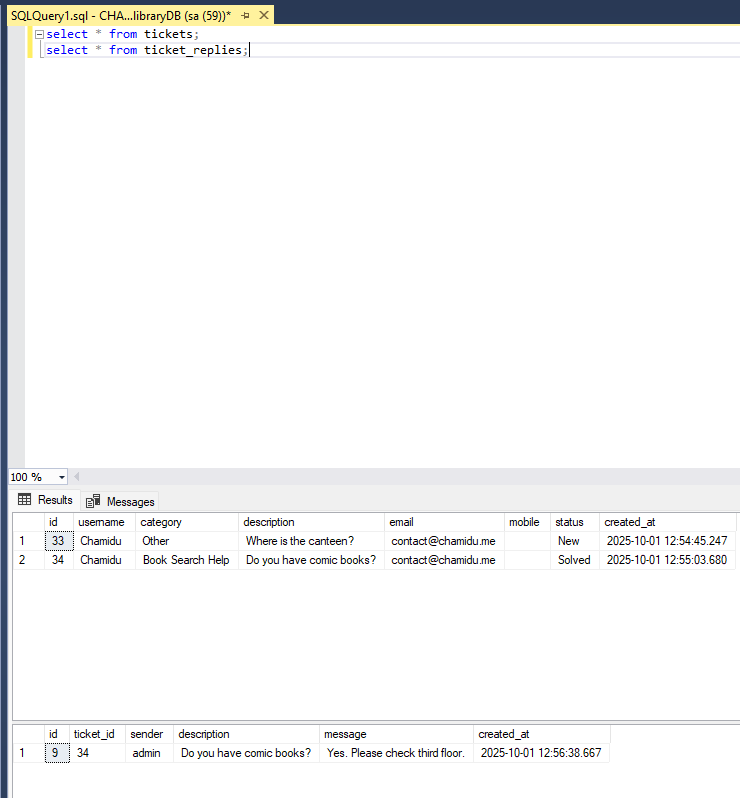 SQLQuery1.sql - CHA...libraryDB (sa (59))*
select * from tickets;
select * from ticket_replies;
100 %
Results Messages
id username category description email mobile status created_at
1 33 Chamidu Other Where is the canteen? contact@chamidu.me New 2025-10-01 12:54:45.247
2 34 Chamidu Book Search Help Do you have comic books? contact@chamidu.me Solved 2025-10-01 12:55:03.680
id ticket_id sender description message created_at
1 9 34 admin Do you have comic books? Yes. Please check third floor. 2025-10-01 12:56:38.667